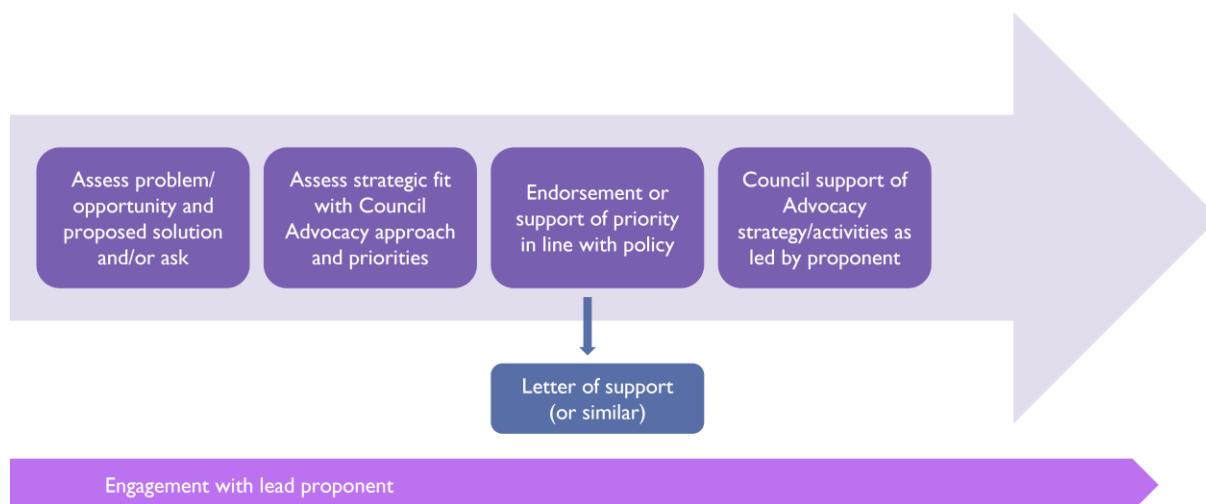 Assess problem/
opportunity and
proposed solution
and/or ask
Assess strategic fit
with Council
Advocacy approach
and priorities
Endorsement or
support of priority
in line with policy
Council support of
Advocacy
strategy/activities as
led by proponent
Letter of support
(or similar)
Engagement with lead proponent